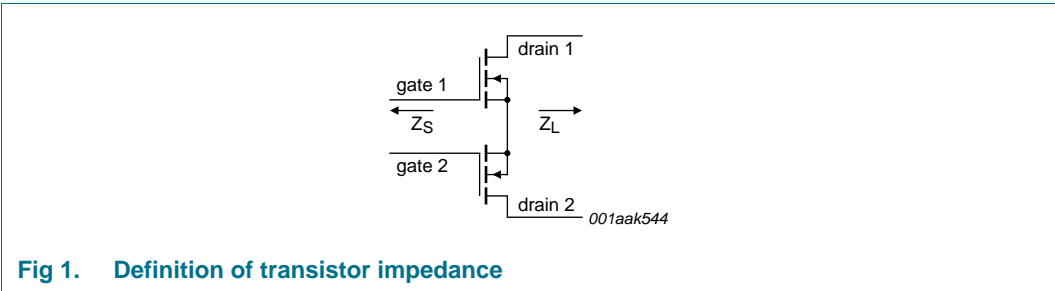 drain 1
gate 1
ZS
ZL
gate 2
drain 2
001aak544
Fig 1. Definition of transistor impedance